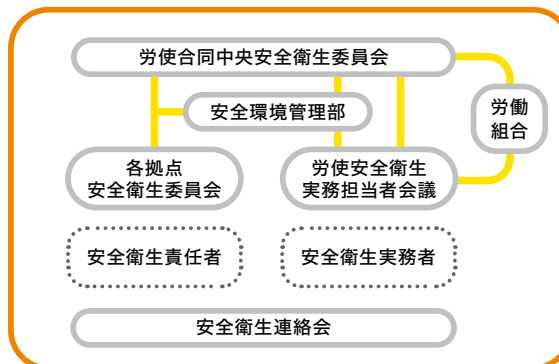 労使合同中央安全衛生委員会
安全環境管理部
労働
組合
各拠点
安全衛生委員会
労使安全衛生
実務担当者会議
安全衛生責任者
安全衛生実務者
安全衛生連絡会